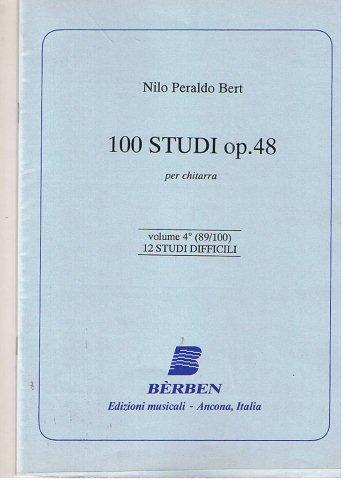 Nilo Peraldo Bert
100 STUDI op.48
per chitarra
volume 4° (89/100)
12 STUDI DIFFICILI
BÈRBEN
Edizioni musicali - Ancona, Italia